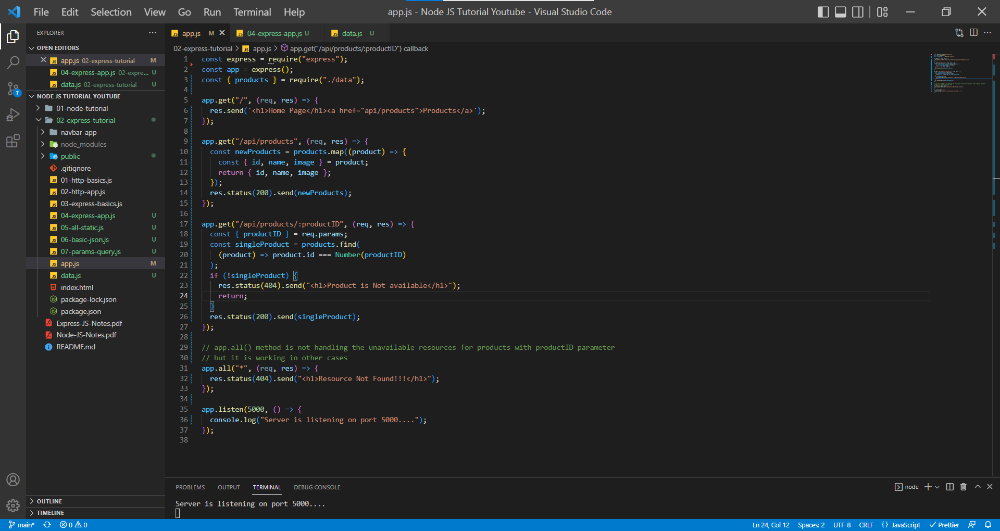 File Edit Selection View Go Run Terminal Help
app.js - Node JS Tutorial Youtube - Visual Studio Code
EXPLORER
OPEN EDITORS
app.js 02-express-tutorial M
04-express-app.js 02-expre... U
data.js 02-express-tutorial U
7
NODE JS TUTORIAL YOUTUBE
01-node-tutorial
02-express-tutorial
navbar-app
node_modules
public
.gitignore
01-http-basics.js
02-http-app.js
03-express-basics.js
04-express-app.js U
05-all-static.js U
06-basic-json.js U
07-params-query.js U
app.js M
data.js U
index.html
package-lock.json
package.json
Express-JS-Notes.pdf
Node-JS-Notes.pdf
README.md
OUTLINE
TIMELINE
app.js M 04-express-app.js U data.js U
02-express-tutorial > app.js > app.get("/api/products/:productID") callback
1 const express = require("express");
2 const app = express();
3 const { products } = require("./data");
4
5 app.get("/", (req, res) => {
6 res.send('<h1>Home Page</h1><a href="api/products">Products</a>');
7 });
8
9 app.get("/api/products", (req, res) => {
10 const newProducts = products.map((product) => {
11 const { id, name, image } = product;
12 return { id, name, image };
13 });
14 res.status(200).send(newProducts);
15 });
16
17 app.get("/api/products/:productID", (req, res) => {
18 const { productID } = req.params;
19 const singleProduct = products.find(
20 (product) => product.id === Number(productID)
21 );
22 if (!singleProduct) {
23 res.status(404).send("<h1>Product is Not available</h1>");
24 return;
25 }
26 res.status(200).send(singleProduct);
27 });
28
29 // app.all() method is not handling the unavailable resources for products with productID parameter
30 // but it is working in other cases
31 app.all("*", (req, res) => {
32 res.status(404).send("<h1>Resource Not Found!!!</h1>");
33 });
34
35 app.listen(5000, () => {
36 console.log("Server is listening on port 5000....");
37 });
38
PROBLEMS OUTPUT TERMINAL DEBUG CONSOLE
node
Server is listening on port 5000....
main* 0 0
Ln 24, Col 12 Spaces: 2 UTF-8 CRLF {} JavaScript Prettier